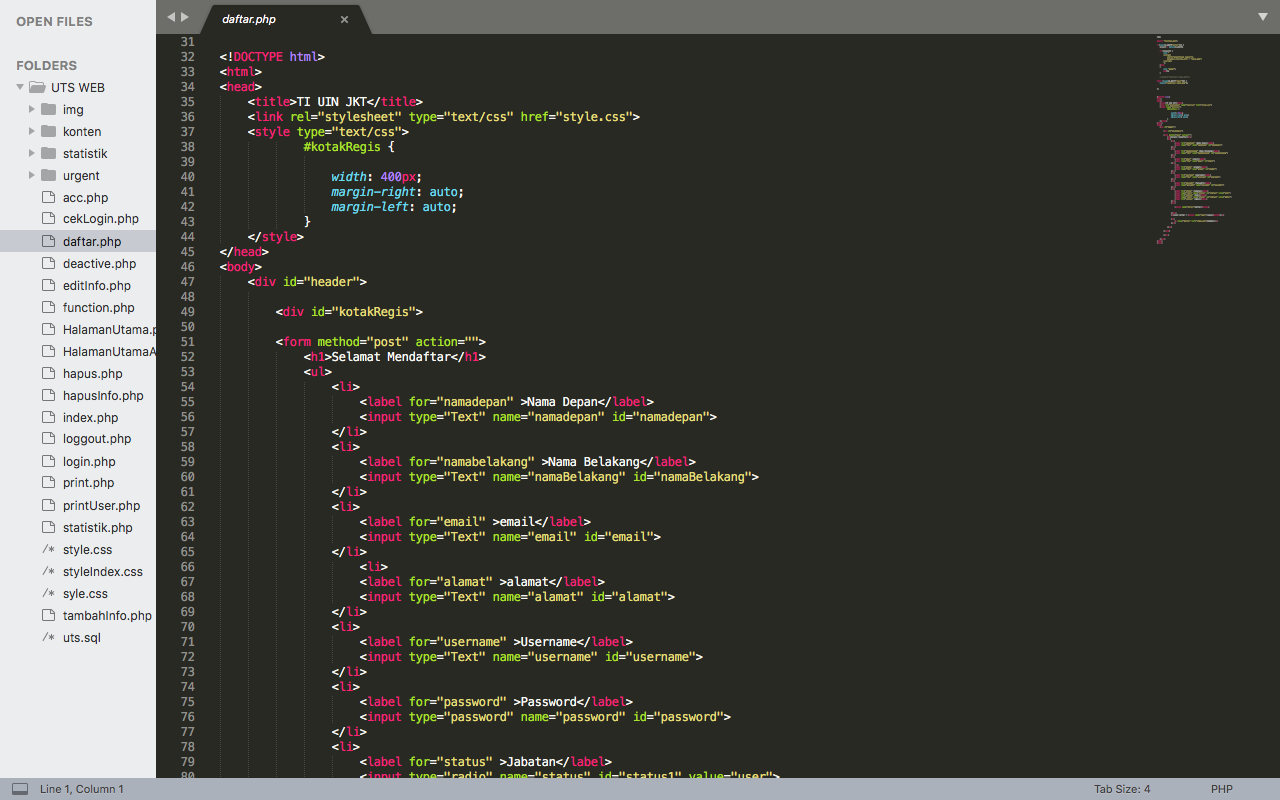 OPEN FILES
FOLDERS
UTS WEB
img
konten
statistik
urgent
acc.php
cekLogin.php
daftar.php
deactive.php
editInfo.php
function.php
HalamanUtama.p
HalamanUtamaA
hapus.php
hapusInfo.php
index.php
loggout.php
login.php
print.php
printUser.php
statistik.php
/* style.css
/* styleIndex.css
/* syle.css
tambahInfo.php
/* uts.sql
daftar.php ×
31
32 <!DOCTYPE html>
33 <html>
34 <head>
35 <title>TI UIN JKT</title>
36 <link rel="stylesheet" type="text/css" href="style.css">
37 <style type="text/css">
38 #kotakRegis {
39
40 width: 400px;
41 margin-right: auto;
42 margin-left: auto;
43 }
44 </style>
45 </head>
46 <body>
47 <div id="header">
48
49 <div id="kotakRegis">
50
51 <form method="post" action="">
52 <h1>Selamat Mendaftar</h1>
53 <ul>
54 <li>
55 <label for="namadepan" >Nama Depan</label>
56 <input type="Text" name="namadepan" id="namadepan">
57 </li>
58 <li>
59 <label for="namabelakang" >Nama Belakang</label>
60 <input type="Text" name="namaBelakang" id="namaBelakang">
61 </li>
62 <li>
63 <label for="email" >email</label>
64 <input type="Text" name="email" id="email">
65 </li>
66 <li>
67 <label for="alamat" >alamat</label>
68 <input type="Text" name="alamat" id="alamat">
69 </li>
70 <li>
71 <label for="username" >Username</label>
72 <input type="Text" name="username" id="username">
73 </li>
74 <li>
75 <label for="password" >Password</label>
76 <input type="password" name="password" id="password">
77 </li>
78 <li>
79 <label for="status" >Jabatan</label>
80 <input type="radio" name="status" id="status1" value="user">
Line 1, Column 1
Tab Size: 4
PHP